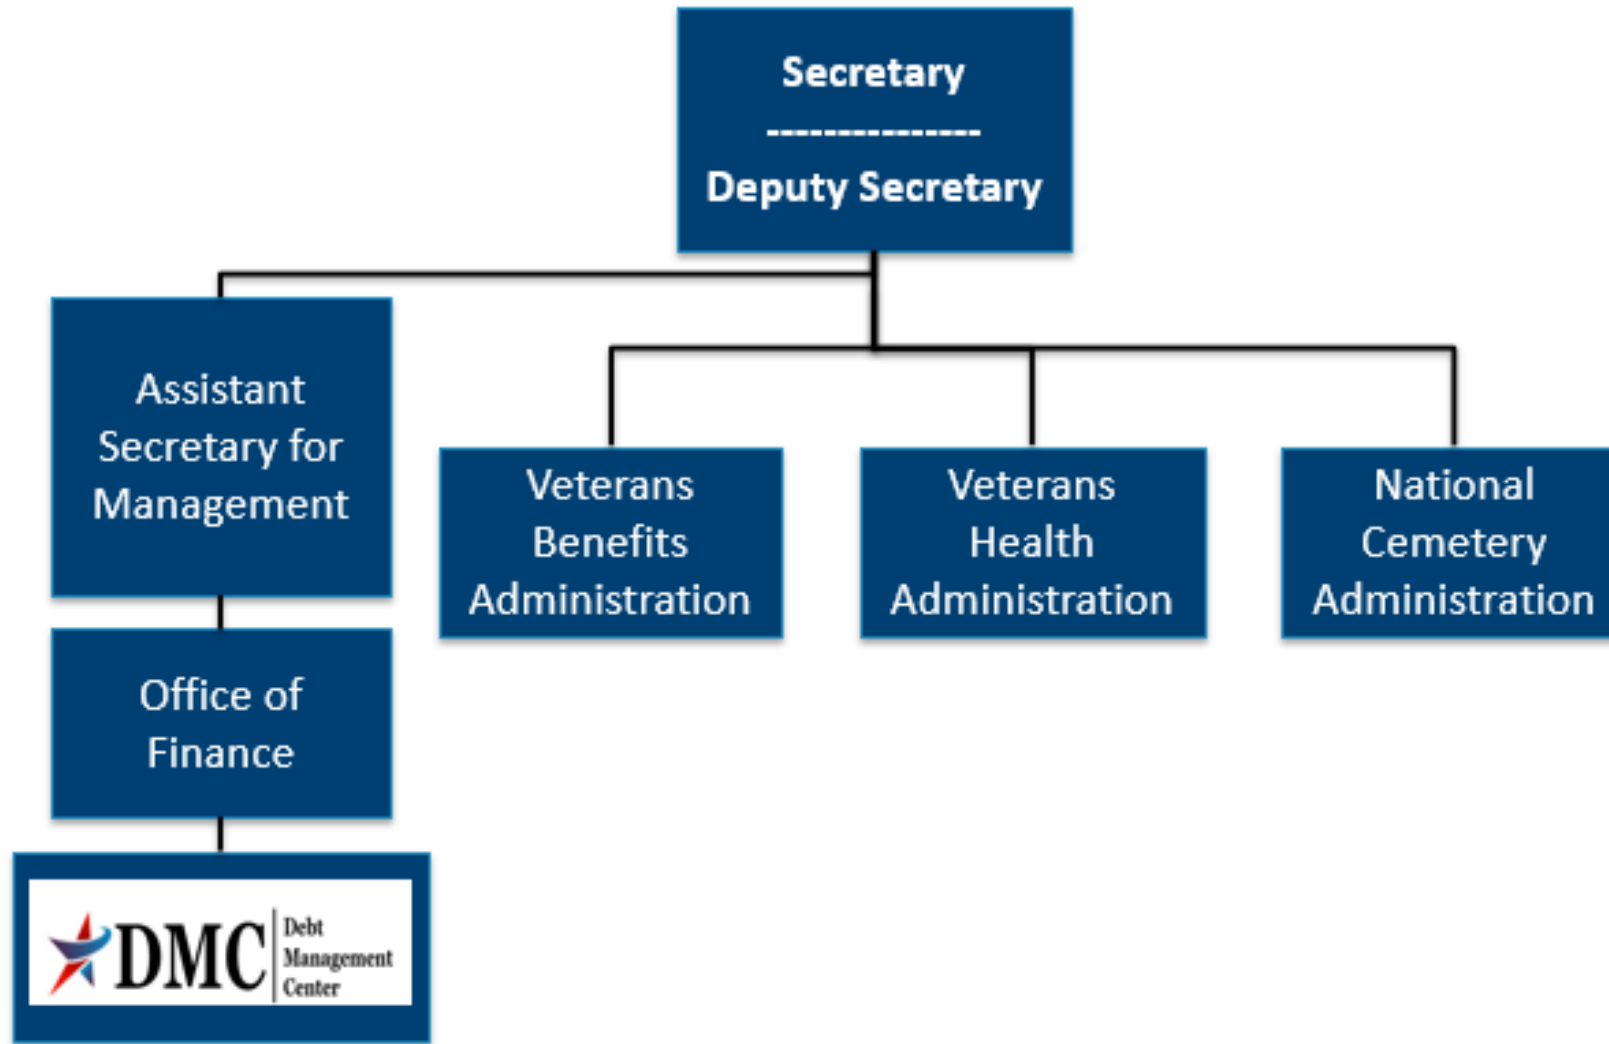 Secretary
---------------
Deputy Secretary
Assistant
Secretary for
Management
Veterans
Benefits
Administration
Veterans
Health
Administration
National
Cemetery
Administration
Office of
Finance
DMC
Debt
Management
Center